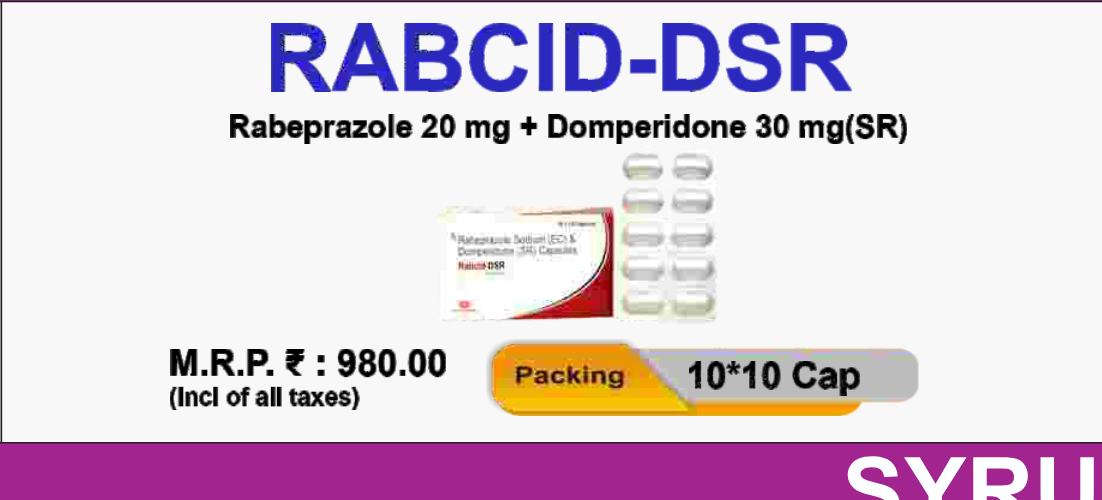 RABCID-DSR
Rabeprazole 20 mg + Domperidone 30 mg(SR)
Rabeprazole Sodium (EC) &
Domperidone (SR) Capsules
Rabcid-DSR
M.R.P. ₹ : 980.00
(Incl of all taxes)
Packing
10*10 Cap
SYRU